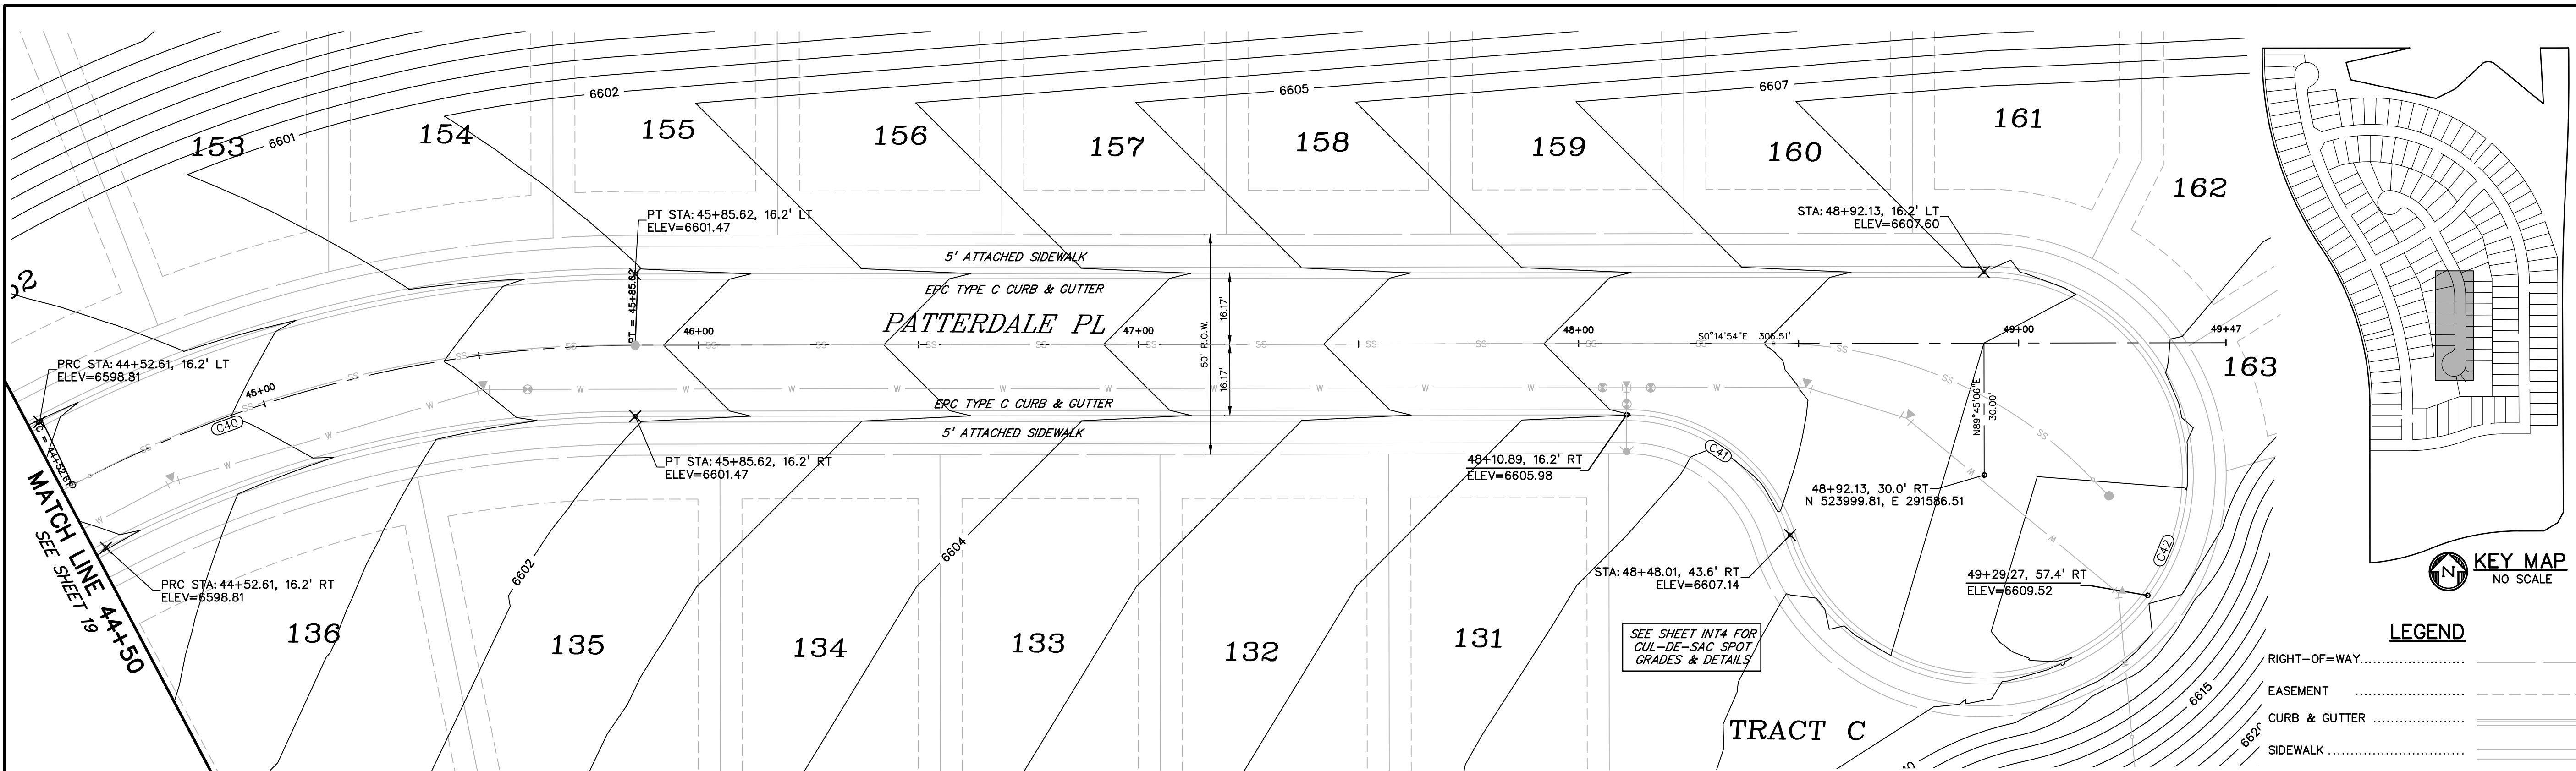 6602
6605
6607
6601
153
154
155
156
157
158
159
160
161
162
163
PT STA: 45+85.62, 16.2' LT
ELEV=6601.47
STA: 48+92.13, 16.2' LT
ELEV=6607.60
5' ATTACHED SIDEWALK
EPC TYPE C CURB & GUTTER
PATTERDALE PL
PT = 45+85.62
45+00
46+00
47+00
48+00
49+00
49+47
50' R.O.W.
16.17'
16.17'
S0°14'54"E 306.51'
PRC STA: 44+52.61, 16.2' LT
ELEV=6598.81
C40
EPC TYPE C CURB & GUTTER
5' ATTACHED SIDEWALK
N89°45'06"E
30.00'
MATCH LINE 44+50
SEE SHEET 19
PRC STA: 44+52.61, 16.2' RT
ELEV=6598.81
PT STA: 45+85.62, 16.2' RT
ELEV=6601.47
48+10.89, 16.2' RT
ELEV=6605.98
C41
48+92.13, 30.0' RT
N 523999.81, E 291586.51
STA: 48+48.01, 43.6' RT
ELEV=6607.14
49+29.27, 57.4' RT
ELEV=6609.52
C42
6602
6604
136
135
134
133
132
131
SEE SHEET INT4 FOR
CUL-DE-SAC SPOT
GRADES & DETAILS
TRACT C
6615
N
KEY MAP
NO SCALE
LEGEND
RIGHT-OF=WAY
EASEMENT
CURB & GUTTER
SIDEWALK
SS
W